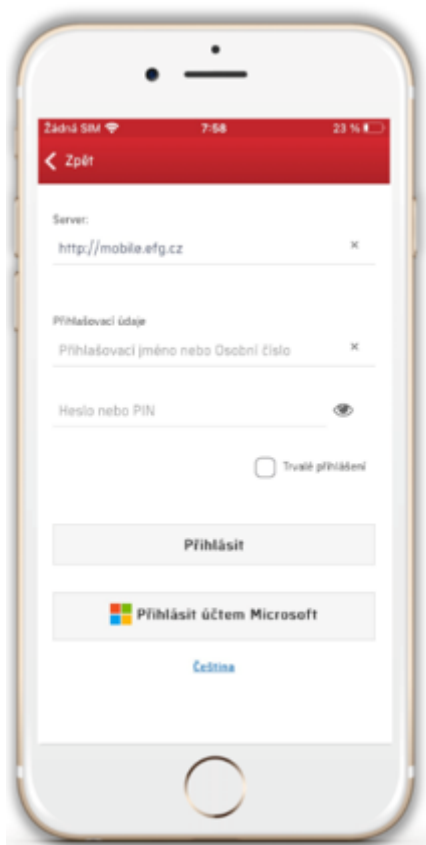 Žádná SIM 7:58 23 %
Zpět
Server:
http://mobile.efg.cz ×
Přihlašovací údaje
Přihlašovací jméno nebo Osobní číslo ×
Heslo nebo PIN
Trvalé přihlášení
Přihlásit
Přihlásit účtem Microsoft
Čeština